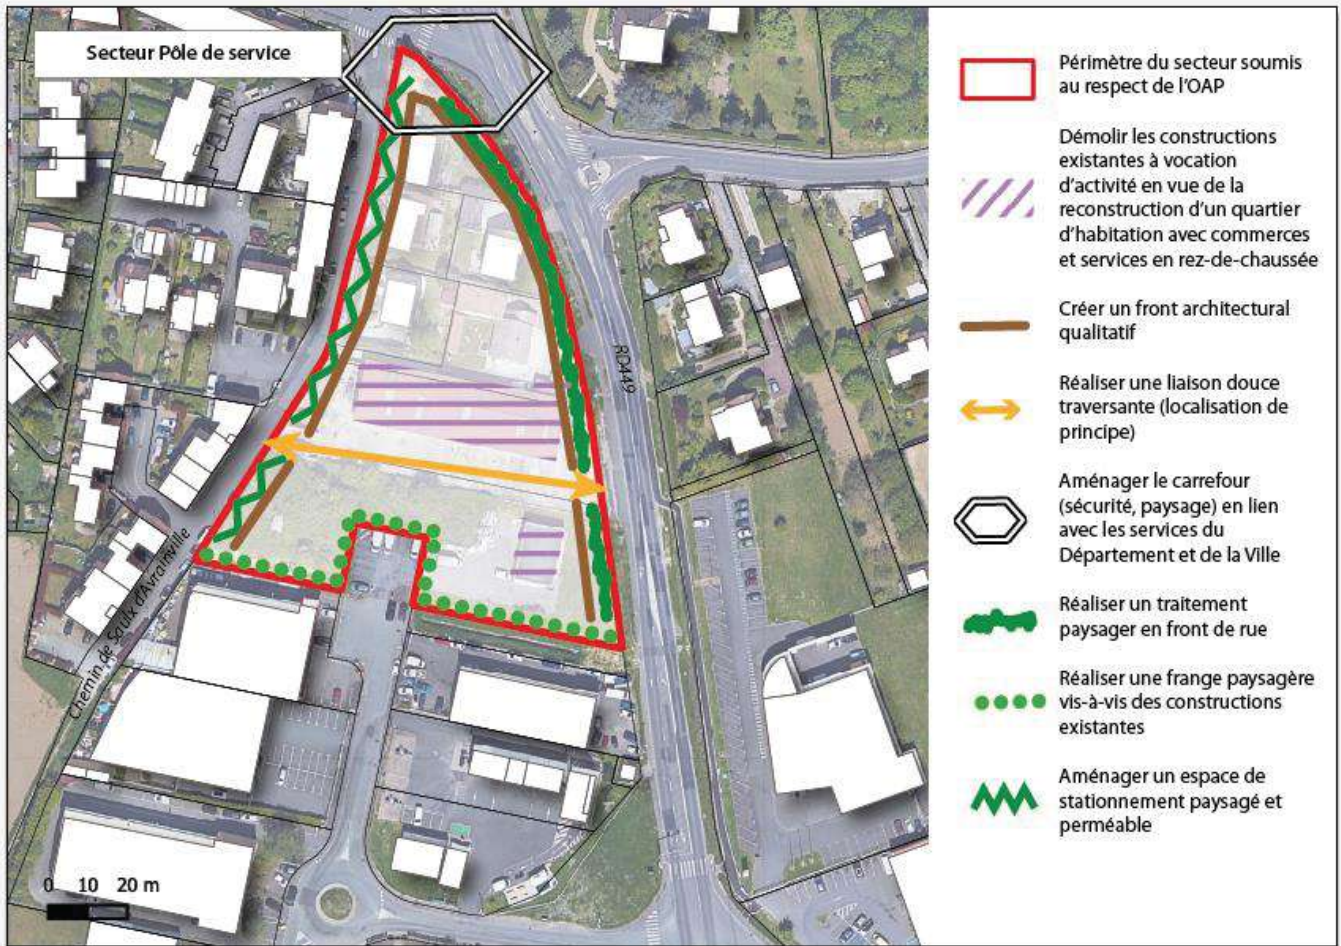 Secteur Pôle de service
RD449
Chemin de Saulx d'Avrainville
0 10 20 m
Périmètre du secteur soumis
au respect de l'OAP
Démolir les constructions
existantes à vocation
d'activité en vue de la
reconstruction d'un quartier
d'habitation avec commerces
et services en rez-de-chaussée
Créer un front architectural
qualitatif
Réaliser une liaison douce
traversante (localisation de
principe)
Aménager le carrefour
(sécurité, paysage) en lien
avec les services du
Département et de la Ville
Réaliser un traitement
paysager en front de rue
Réaliser une frange paysagère
vis-à-vis des constructions
existantes
Aménager un espace de
stationnement paysagé et
perméable